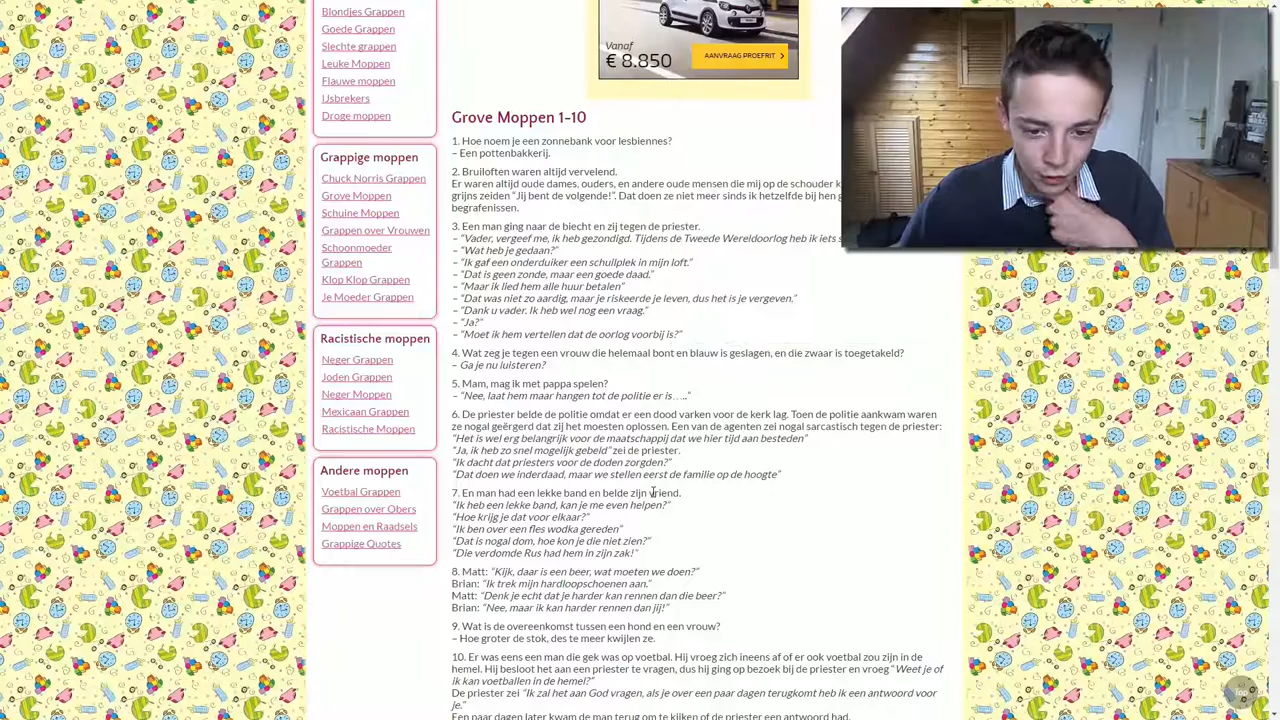 Blondjes Grappen
Goede Grappen
Slechte grappen
Leuke Moppen
Flauwe moppen
IJsbrekers
Droge moppen
Grappige moppen
Chuck Norris Grappen
Grove Moppen
Schuine Moppen
Grappen over Vrouwen
Schoonmoeder
Grappen
Klop Klop Grappen
Je Moeder Grappen
Racistische moppen
Neger Grappen
Joden Grappen
Neger Moppen
Mexicaan Grappen
Racistische Moppen
Andere moppen
Voetbal Grappen
Grappen over Obers
Moppen en Raadsels
Grappige Quotes
Vanaf
€ 8.850
AANVRAAG PROEFRIT
Grove Moppen 1-10
1. Hoe noem je een zonnebank voor lesbiennes?
– Een pottenbakkerij.
2. Bruiloften waren altijd vervelend.
Er waren altijd oude dames, ouders, en andere oude mensen die mij op de schouder k
grijns zeiden "Jij bent de volgende!". Dat doen ze niet meer sinds ik hetzelfde bij hen
begrafenissen.
3. Een man ging naar de biecht en zij tegen de priester.
– "Vader, vergeef me, ik heb gezondigd. Tijdens de Tweede Wereldoorlog heb ik iets
– "Wat heb je gedaan?"
– "Ik gaf een onderduiker een schuilplek in mijn loft."
– "Dat is geen zonde, maar een goede daad."
– "Maar ik lied hem alle huur betalen"
– "Dat was niet zo aardig, maar je riskeerde je leven, dus het is je vergeven."
– "Dank u vader. Ik heb wel nog een vraag."
– "Ja?"
– "Moet ik hem vertellen dat de oorlog voorbij is?"
4. Wat zeg je tegen een vrouw die helemaal bont en blauw is geslagen, en die zwaar is toegetakeld?
– Ga je nu luisteren?
5. Mam, mag ik met pappa spelen?
– "Nee, laat hem maar hangen tot de politie er is….."
6. De priester belde de politie omdat er een dood varken voor de kerk lag. Toen de politie aankwam waren
ze nogal geërgerd dat zij het moesten oplossen. Een van de agenten zei nogal sarcastisch tegen de priester:
"Het is wel erg belangrijk voor de maatschappij dat we hier tijd aan besteden"
"Ja, ik heb zo snel mogelijk gebeld" zei de priester.
"Ik dacht dat priesters voor de doden zorgden?"
"Dat doen we inderdaad, maar we stellen eerst de familie op de hoogte"
7. En man had een lekke band en belde zijn vriend.
"Ik heb een lekke band, kan je me even helpen?"
"Hoe krijg je dat voor elkaar?"
"Ik ben over een fles wodka gereden"
"Dat is nogal dom, hoe kon je die niet zien?"
"Die verdomde Rus had hem in zijn zak!"
8. Matt: "Kijk, daar is een beer, wat moeten we doen?"
Brian: "Ik trek mijn hardloopschoenen aan."
Matt: "Denk je echt dat je harder kan rennen dan die beer?"
Brian: "Nee, maar ik kan harder rennen dan jij!"
9. Wat is de overeenkomst tussen een hond en een vrouw?
– Hoe groter de stok, des te meer kwijlen ze.
10. Er was eens een man die gek was op voetbal. Hij vroeg zich ineens af of er ook voetbal zou zijn in de
hemel. Hij besloot het aan een priester te vragen, dus hij ging op bezoek bij de priester en vroeg "Weet je of
ik kan voetballen in de hemel?"
De priester zei "Ik zal het aan God vragen, als je over een paar dagen terugkomt heb ik een antwoord voor
je."
Een paar dagen later kwam de man terug om te kijken of de priester een antwoord had.
Top